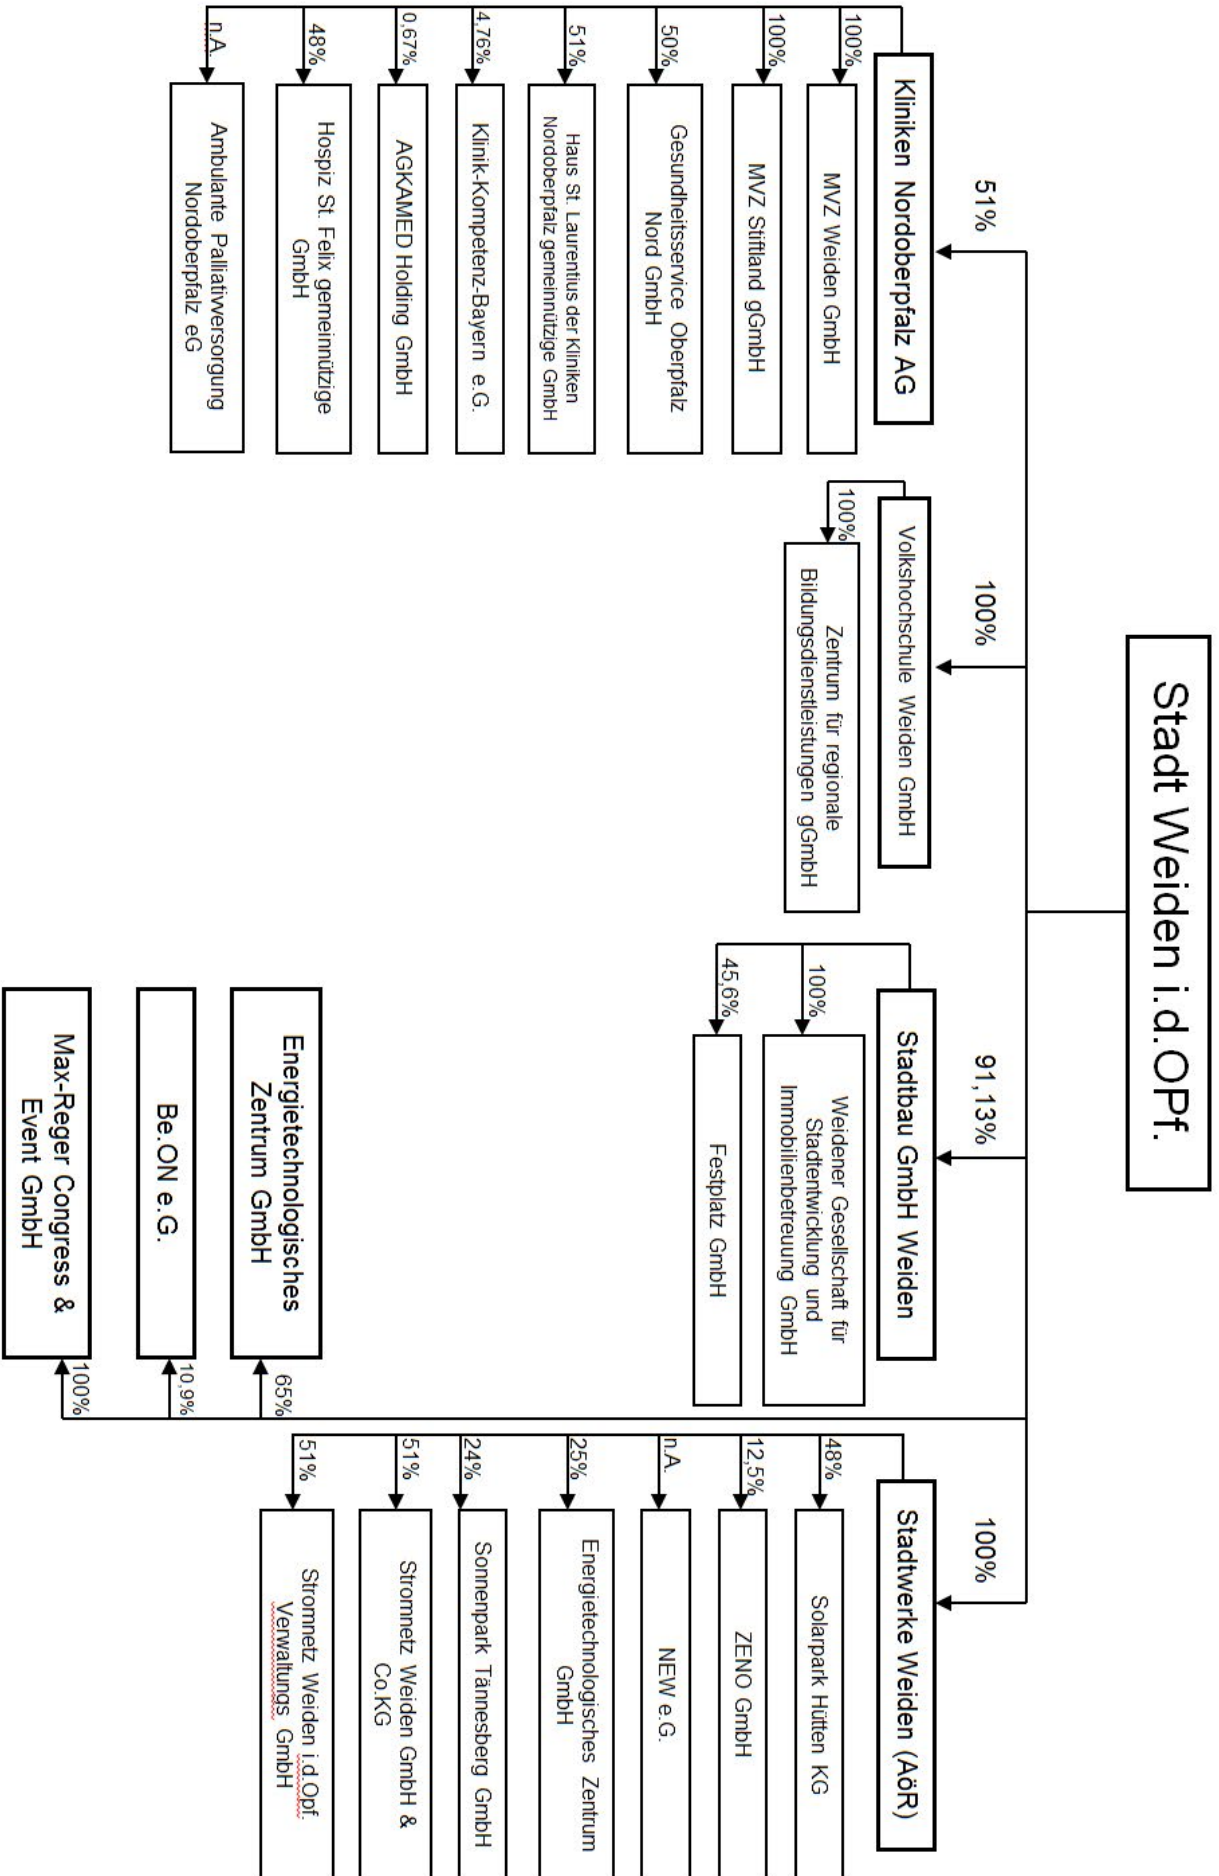 Stadt Weiden i.d.OPf.
51%
Kliniken Nordoberpfalz AG
100%
MVZ Weiden GmbH
100%
MVZ Stiftland gGmbH
50%
Gesundheitsservice Oberpfalz
Nord GmbH
51%
Haus St. Laurentius der Kliniken
Nordoberpfalz gemeinnützige GmbH
4,76%
Klinik-Kompetenz-Bayern e.G.
0,67%
AGKAMED Holding GmbH
48%
Hospiz St. Felix gemeinnützige
GmbH
n.A.
Ambulante Palliativversorgung
Nordoberpfalz eG
100%
Volkshochschule Weiden GmbH
100%
Zentrum für regionale
Bildungsdienstleistungen gGmbH
91,13%
Stadtbau GmbH Weiden
100%
Weidener Gesellschaft für
Stadtentwicklung und
Immobilienbetreuung GmbH
45,6%
Festplatz GmbH
65%
Energietechnologisches
Zentrum GmbH
10,9%
Be.ON e.G.
100%
Max-Reger Congress &
Event GmbH
100%
Stadtwerke Weiden (AöR)
48%
Solarpark Hütten KG
12,5%
ZENO GmbH
n.A.
NEW e.G.
25%
Energietechnologisches Zentrum
GmbH
24%
Sonnenpark Tännesberg GmbH
51%
Stromnetz Weiden GmbH &
Co.KG
51%
Stromnetz Weiden i.d.Opf.
Verwaltungs GmbH